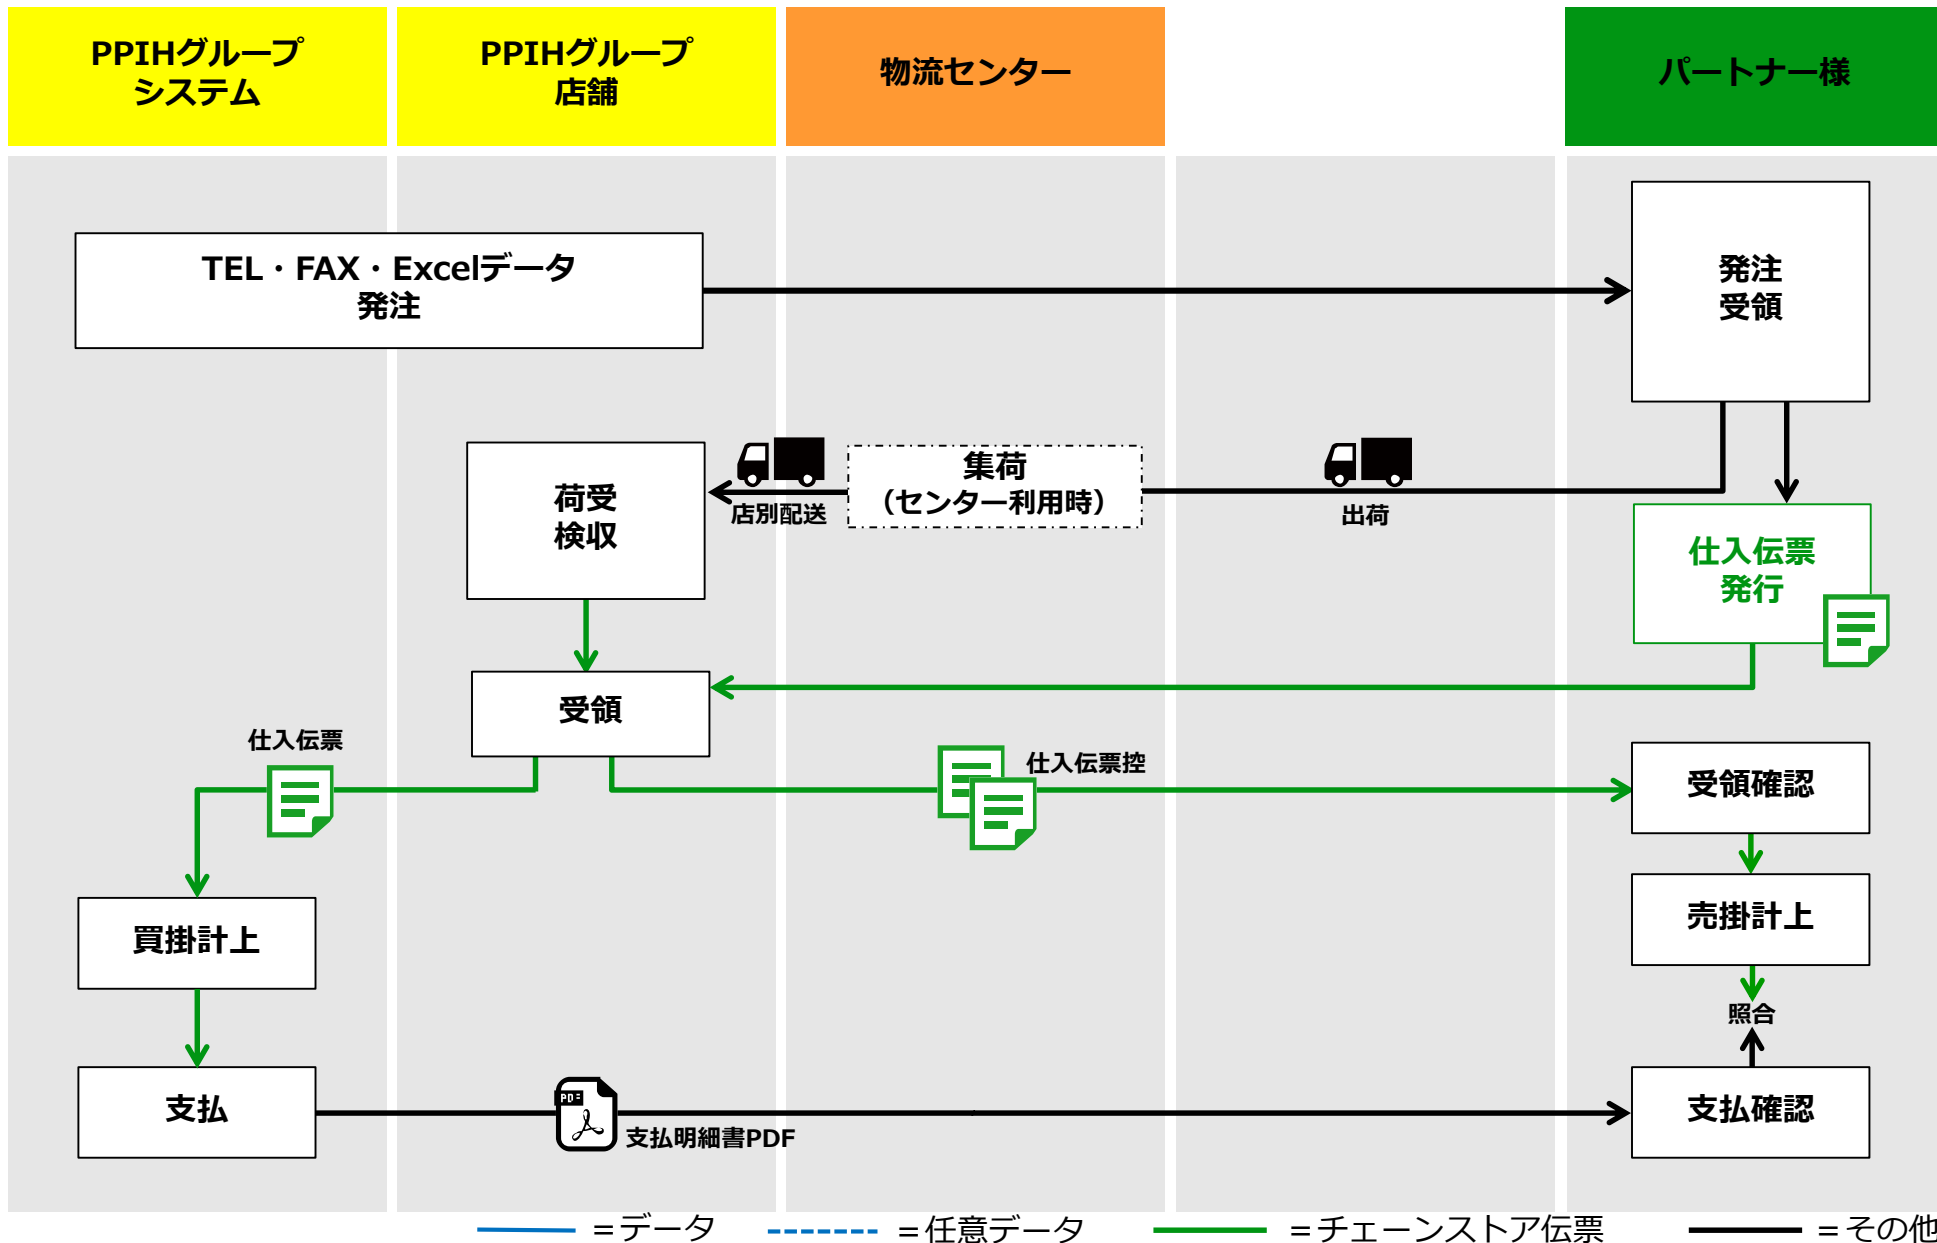 PPIHグループ
システム
PPIHグループ
店舗
物流センター
パートナー様
TEL・FAX・Excelデータ
発注
発注
受領
荷受
検収
店別配送
集荷
（センター利用時）
出荷
仕入伝票
発行
受領
仕入伝票
仕入伝票控
受領確認
買掛計上
売掛計上
照合
支払
PDF
支払明細書PDF
支払確認
＝データ
＝任意データ
＝チェーンストア伝票
＝その他